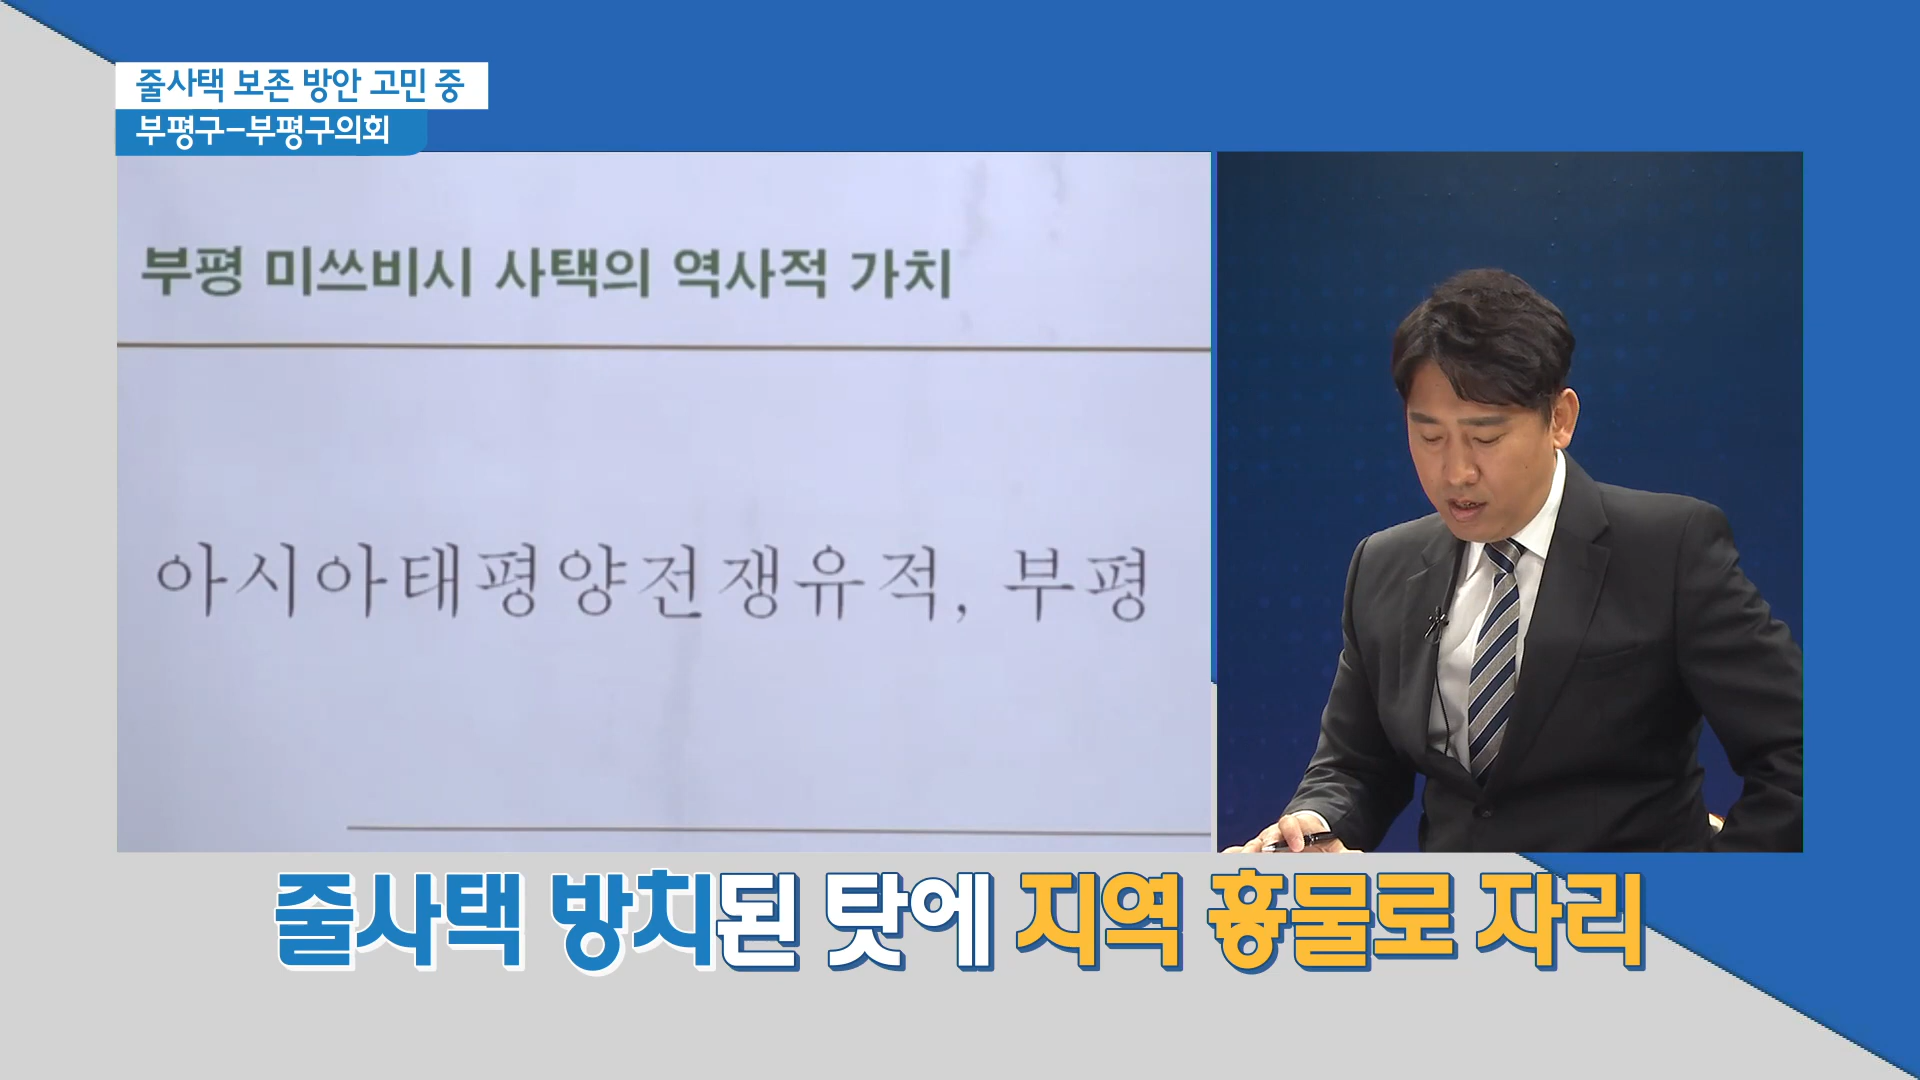 줄사택 보존 방안 고민 중
부평구-부평구의회
부평 미쓰비시 사택의 역사적 가치
아시아태평양전쟁유적, 부평
줄사택 방치된 탓에 지역 흉물로 자리